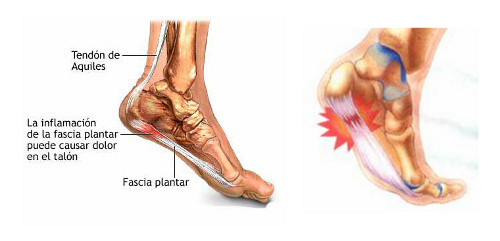 Tendón de
Aquiles
La inflamación
de la fascia plantar
puede causar dolor
en el talón
Fascia plantar